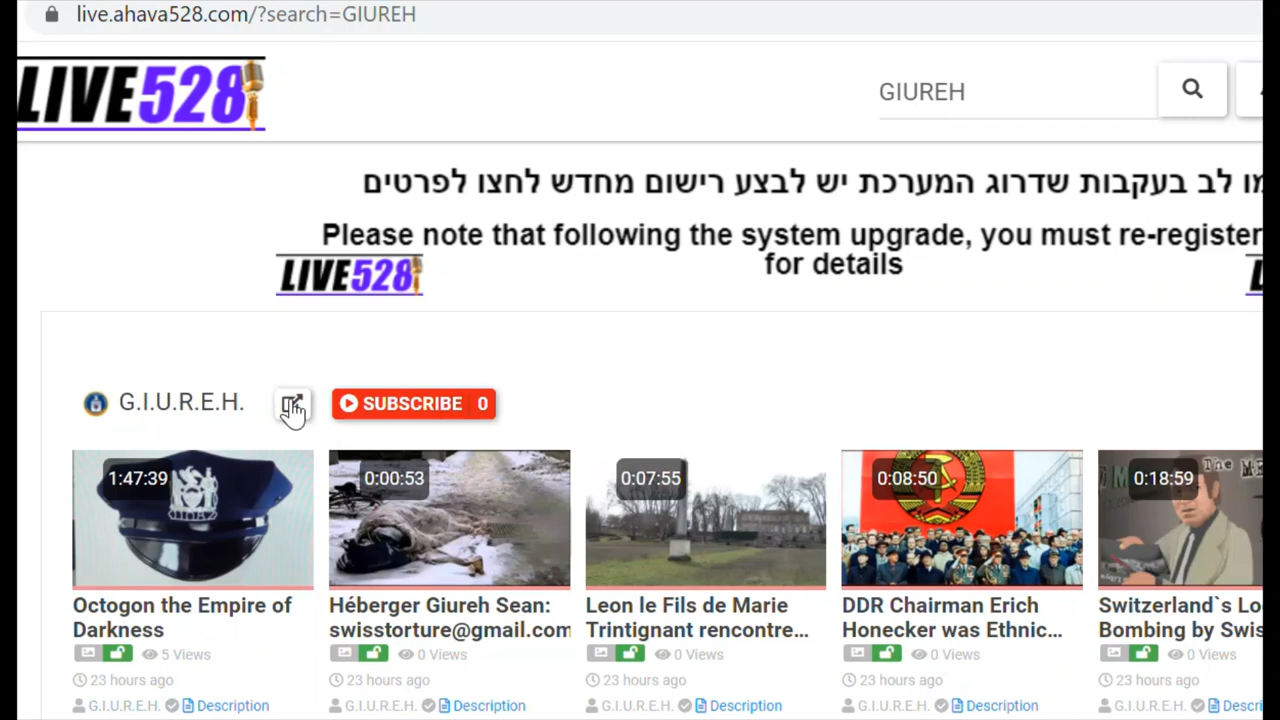 live.ahava528.com/?search=GIUREH
LIVE528
GIUREH
מו לב בעקבות שדרוג המערכת יש לבצע רישום מחדש לחצו לפרטים
Please note that following the system upgrade, you must re-register
for details
LIVE528
G.I.U.R.E.H.
SUBSCRIBE 0
1:47:39
0:00:53
0:07:55
0:08:50
0:18:59
The
Octogon the Empire of
Darkness
5 Views
23 hours ago
G.I.U.R.E.H. Description
Héberger Giureh Sean:
swisstorture@gmail.com
0 Views
23 hours ago
G.I.U.R.E.H. Description
Leon le Fils de Marie
Trintignant rencontre...
0 Views
23 hours ago
G.I.U.R.E.H. Description
DDR Chairman Erich
Honecker was Ethnic...
0 Views
23 hours ago
G.I.U.R.E.H. Description
Switzerland`s Lo
Bombing by Swis
0 Views
23 hours ago
G.I.U.R.E.H. Descri